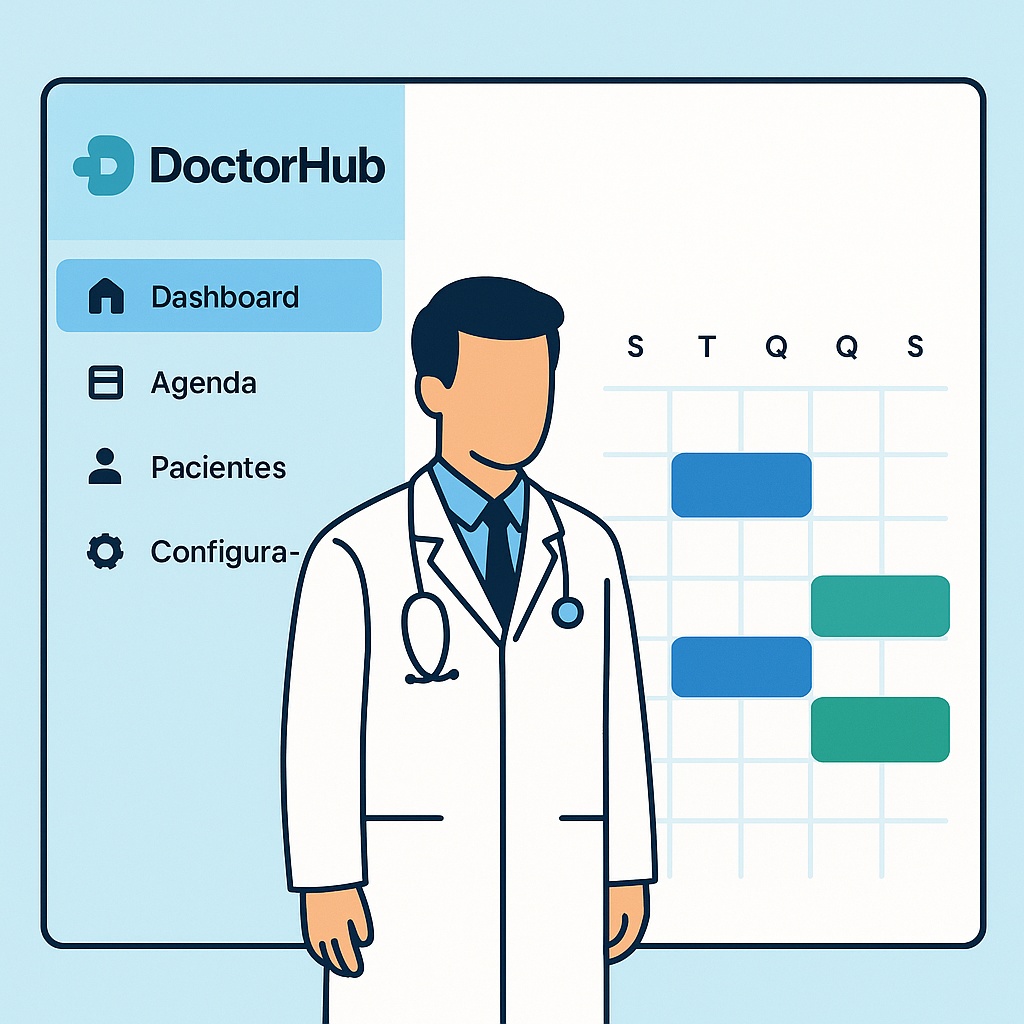 DoctorHub
Dashboard
Agenda
Pacientes
Configura-
S T Q Q S